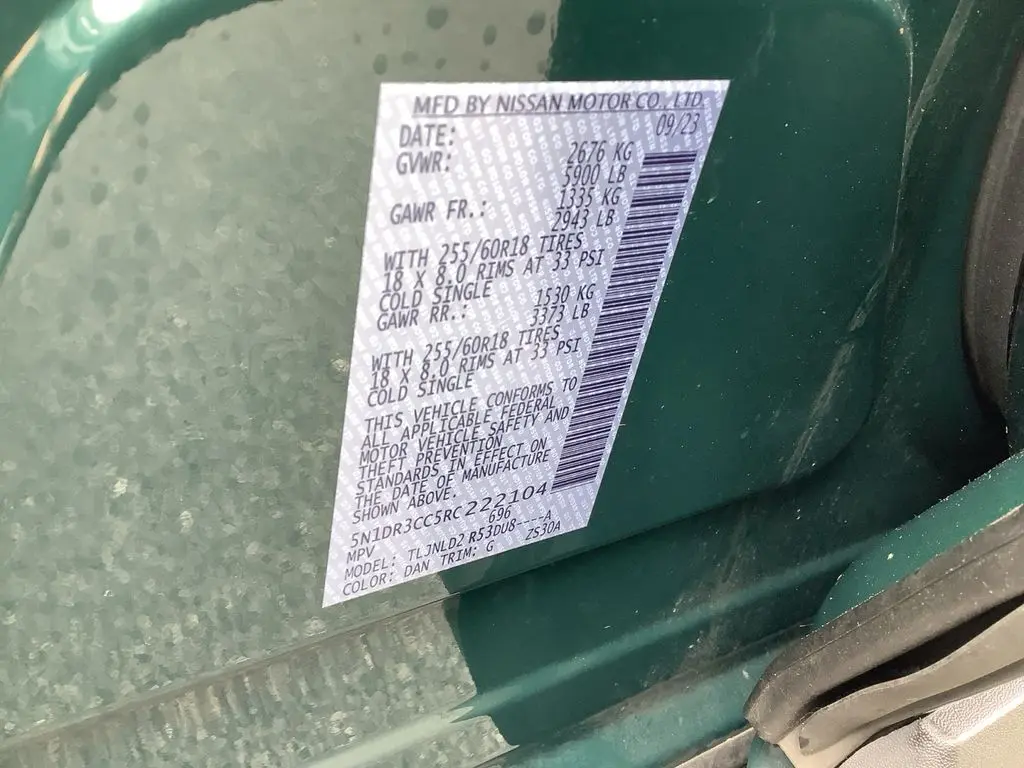 MFD BY NISSAN MOTOR CO., LTD.
DATE: 09/23
GVWR: 2676 KG
5900 LB
GAWR FR.: 1335 KG
2943 LB
WITH 255/60R18 TIRES
18 X 8.0 RIMS AT 33 PSI
COLD SINGLE
GAWR RR.: 1530 KG
3373 LB
WITH 255/60R18 TIRES
18 X 8.0 RIMS AT 33 PSI
COLD SINGLE
THIS VEHICLE CONFORMS TO
ALL APPLICABLE FEDERAL
MOTOR VEHICLE SAFETY AND
THEFT PREVENTION
STANDARDS IN EFFECT ON
THE DATE OF MANUFACTURE
SHOWN ABOVE.
5N1DR3CC5RC222104
MPV 696
MODEL: TLJNLD2 R53DU8----A
COLOR: DAN TRIM: G ZS30A